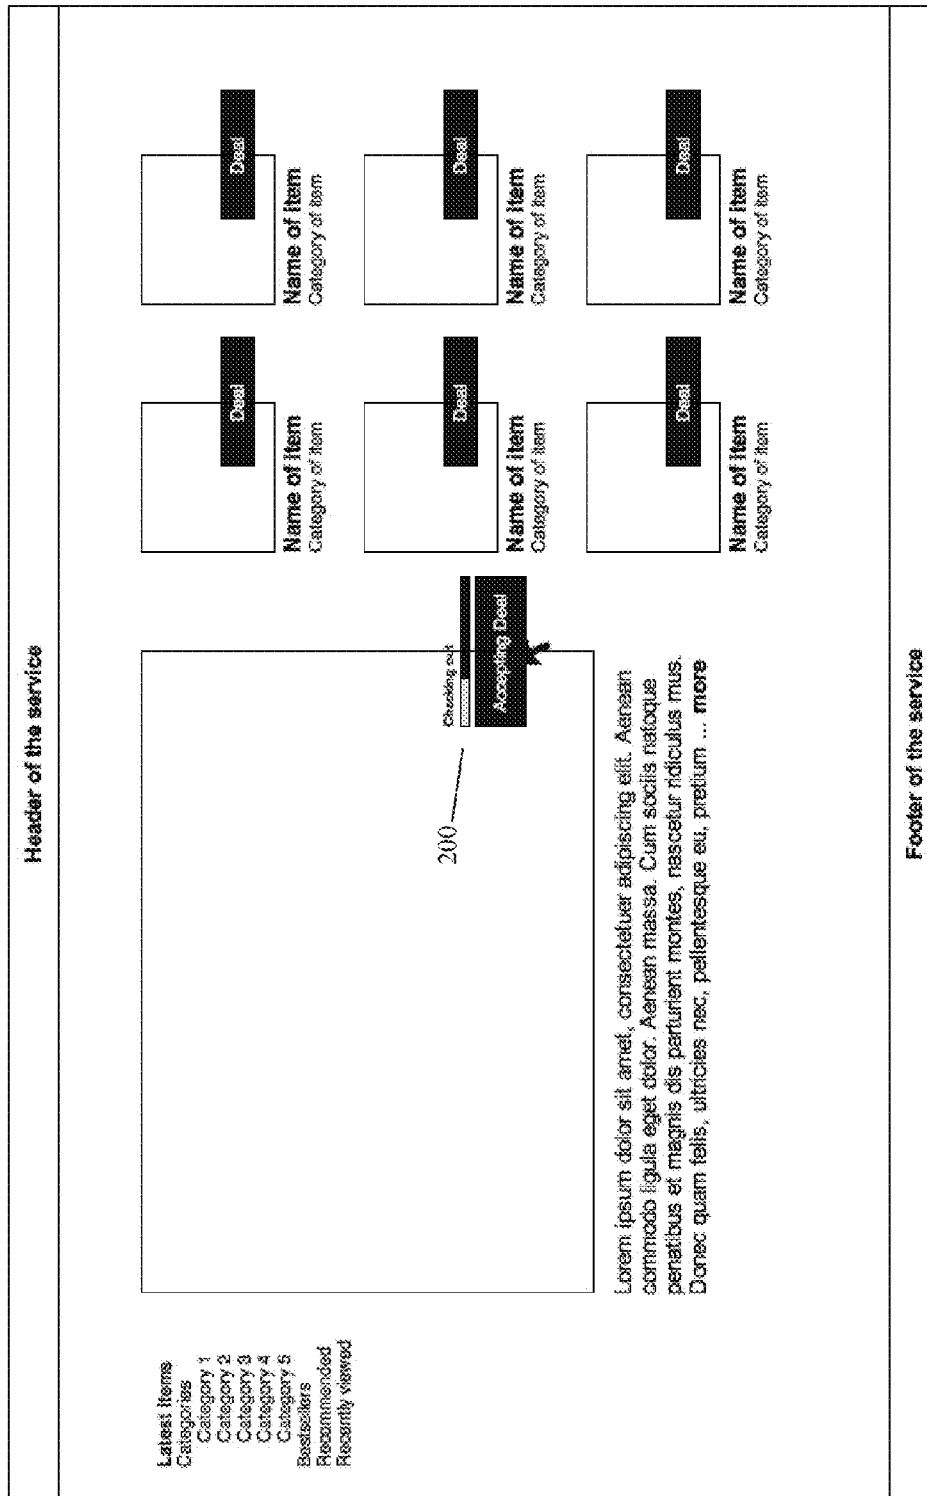 Header of the service
Latest Items
Categories
Category 1
Category 2
Category 3
Category 4
Category 5
Bestsellers
Recommended
Recently viewed
200
Checking out
Accepting Deal
Lorem ipsum dolor sit amet, consectetuer adipiscing elit. Aenean
commodo ligula eget dolor. Aenean massa. Cum sociis natoque
penatibus et magnis dis parturient montes, nascetur ridiculus mus.
Donec quam felis, ultricies nec, pellentesque eu, pretium ... more
Deal
Name of item
Category of item
Deal
Name of item
Category of item
Deal
Name of item
Category of item
Deal
Name of item
Category of item
Deal
Name of item
Category of item
Deal
Name of item
Category of item
Footer of the service